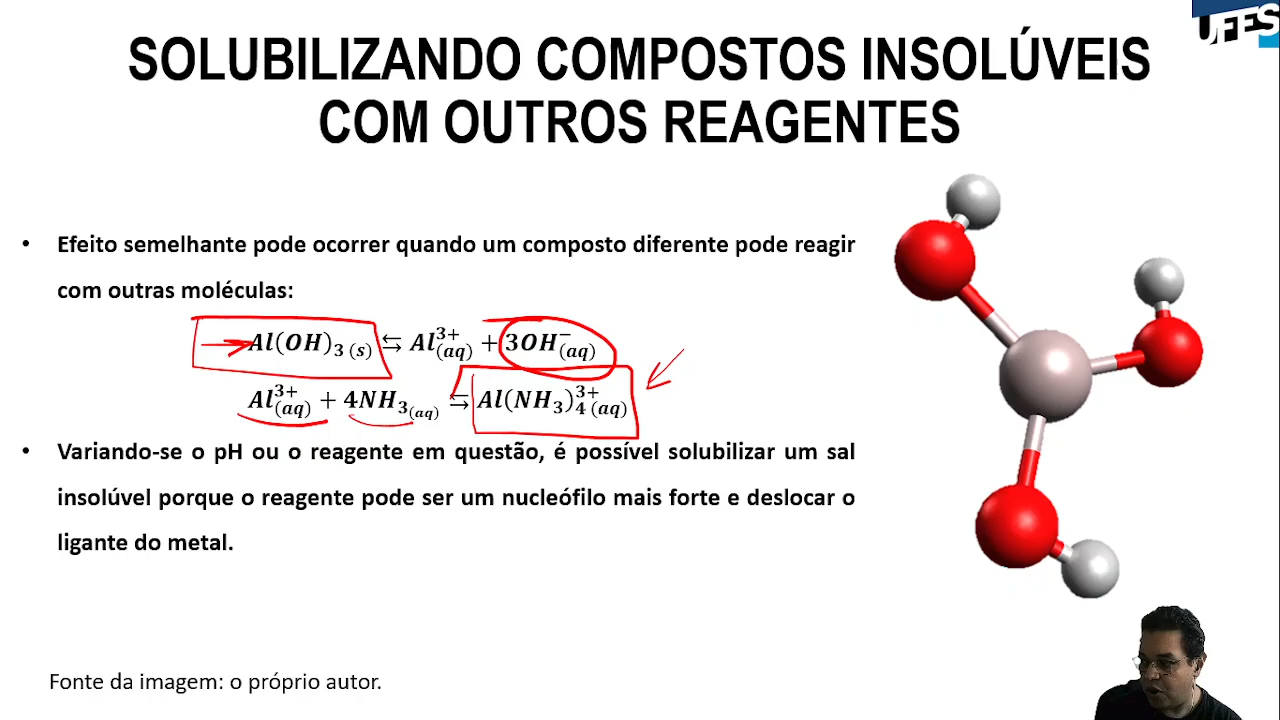 UFES
SOLUBILIZANDO COMPOSTOS INSOLÚVEIS
COM OUTROS REAGENTES
• Efeito semelhante pode ocorrer quando um composto diferente pode reagir
com outras moléculas:
Al(OH)₃ (s) ⇆ Al³⁺(aq) + 3OH⁻(aq)
Al³⁺(aq) + 4NH₃(aq) ⇆ Al(NH₃)₄³⁺(aq)
• Variando-se o pH ou o reagente em questão, é possível solubilizar um sal
insolúvel porque o reagente pode ser um nucleófilo mais forte e deslocar o
ligante do metal.
Fonte da imagem: o próprio autor.